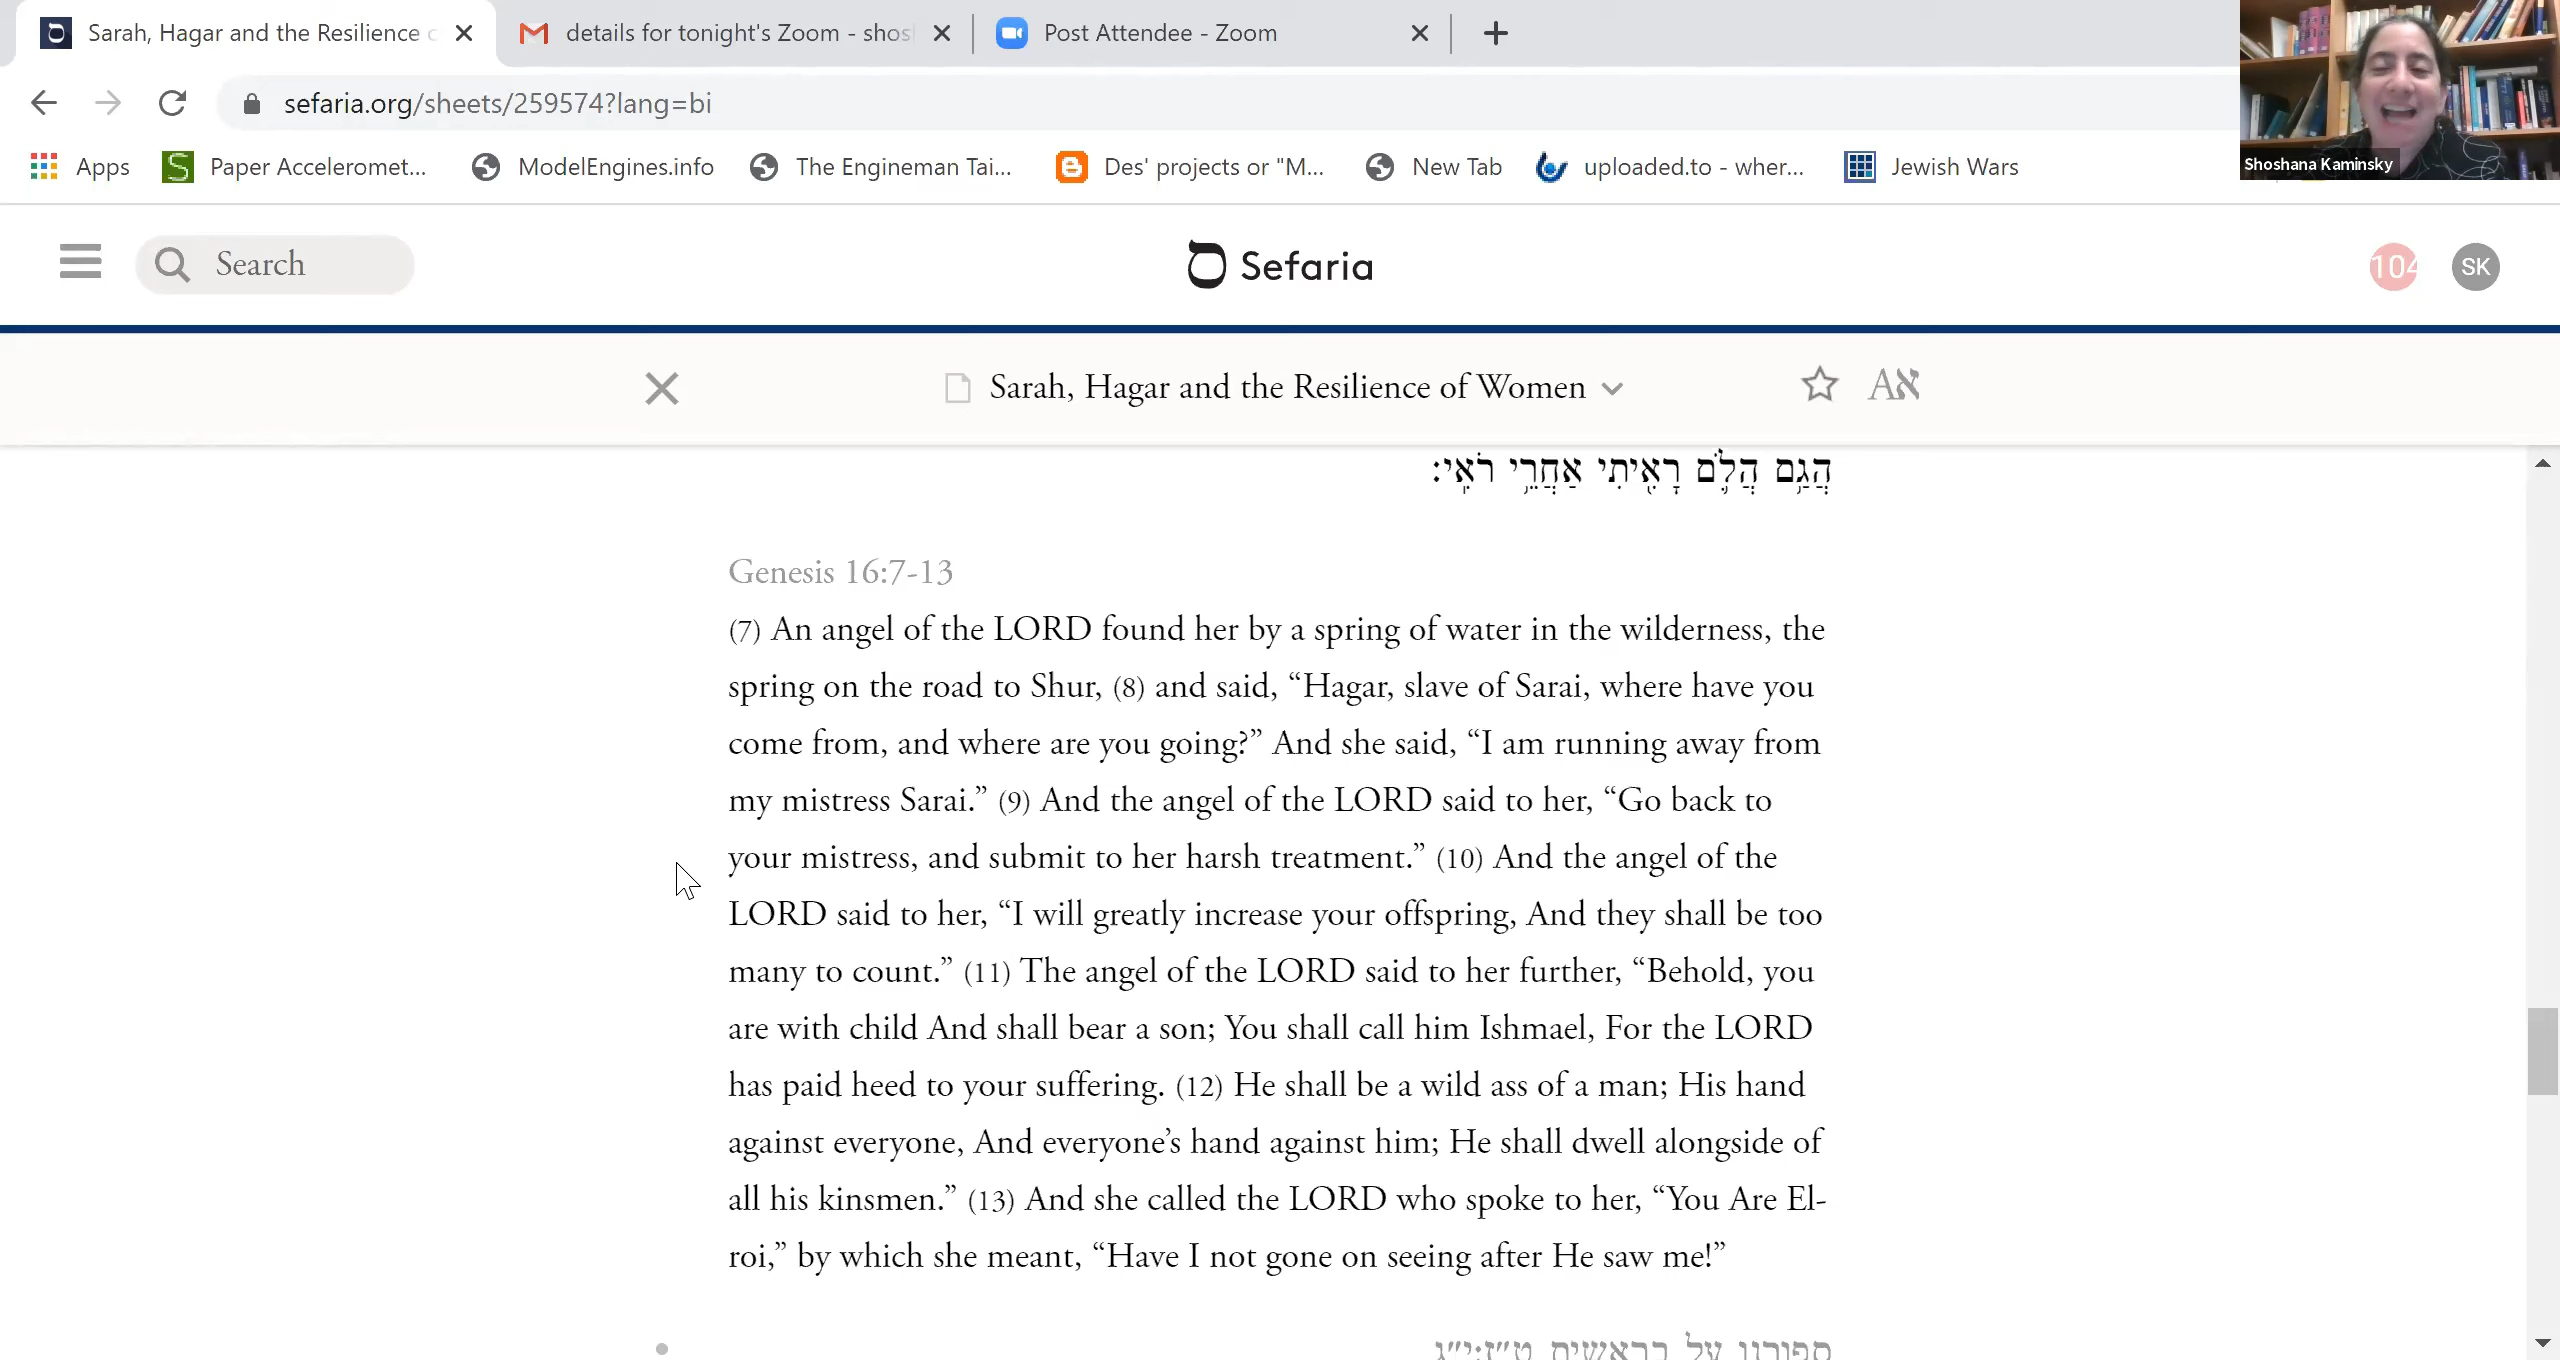 Sarah, Hagar and the Resilience
details for tonight's Zoom - shos
Post Attendee - Zoom
sefaria.org/sheets/259574?lang=bi
Apps
Paper Acceleromet...
ModelEngines.info
The Engineman Tai...
Des' projects or "M...
New Tab
uploaded.to - wher...
Jewish Wars
Shoshana Kaminsky
Search
Sefaria
104
SK
Sarah, Hagar and the Resilience of Women
Aא
הֲגַ֥ם הֲלֹ֛ם רָאִ֖יתִי אַחֲרֵ֥י רֹאִֽי׃
Genesis 16:7-13
(7) An angel of the LORD found her by a spring of water in the wilderness, the
spring on the road to Shur, (8) and said, “Hagar, slave of Sarai, where have you
come from, and where are you going?” And she said, “I am running away from
my mistress Sarai.” (9) And the angel of the LORD said to her, “Go back to
your mistress, and submit to her harsh treatment.” (10) And the angel of the
LORD said to her, “I will greatly increase your offspring, And they shall be too
many to count.” (11) The angel of the LORD said to her further, “Behold, you
are with child And shall bear a son; You shall call him Ishmael, For the LORD
has paid heed to your suffering. (12) He shall be a wild ass of a man; His hand
against everyone, And everyone’s hand against him; He shall dwell alongside of
all his kinsmen.” (13) And she called the LORD who spoke to her, “You Are El-
roi,” by which she meant, “Have I not gone on seeing after He saw me!”
ספורנו על בראשית ט״ז:י״ג